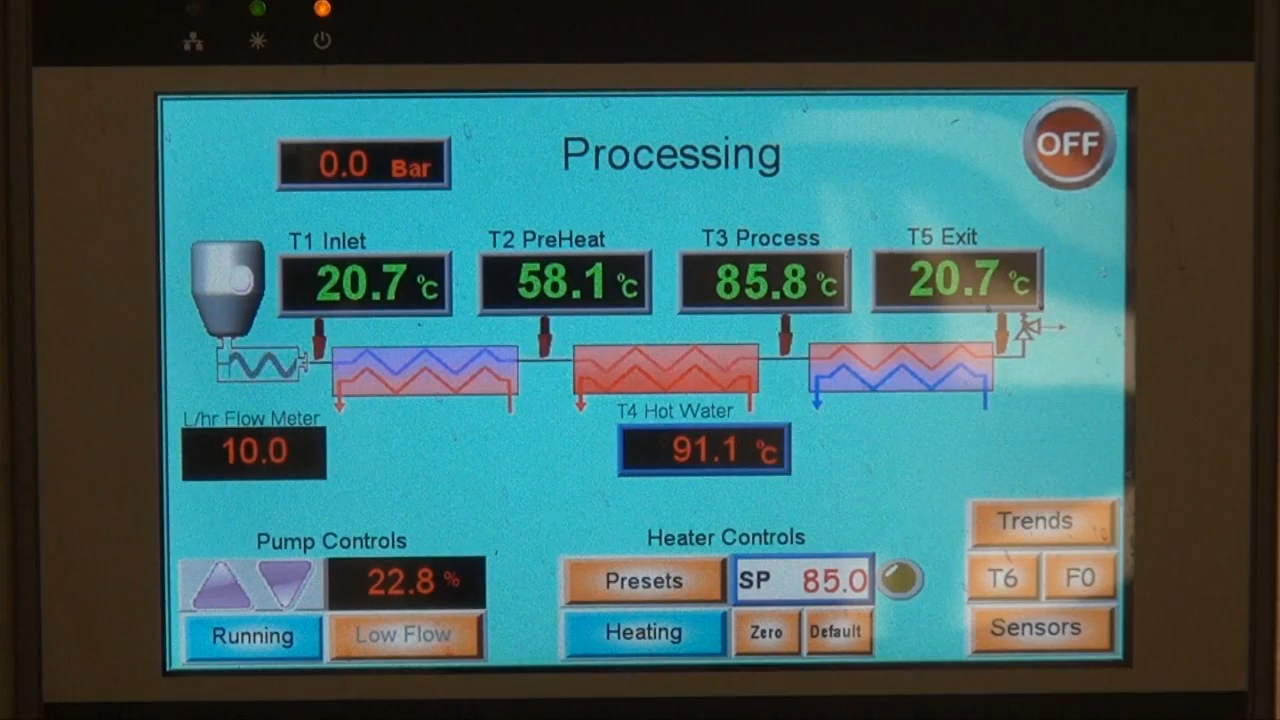 Processing
OFF
0.0 Bar
T1 Inlet
T2 PreHeat
T3 Process
T5 Exit
20.7 °C
58.1 °C
85.8 °C
20.7 °C
L/hr Flow Meter
10.0
T4 Hot Water
91.1 °C
Pump Controls
22.8 %
Running
Low Flow
Heater Controls
Presets
SP 85.0
Heating
Zero
Default
Trends
T6
F0
Sensors